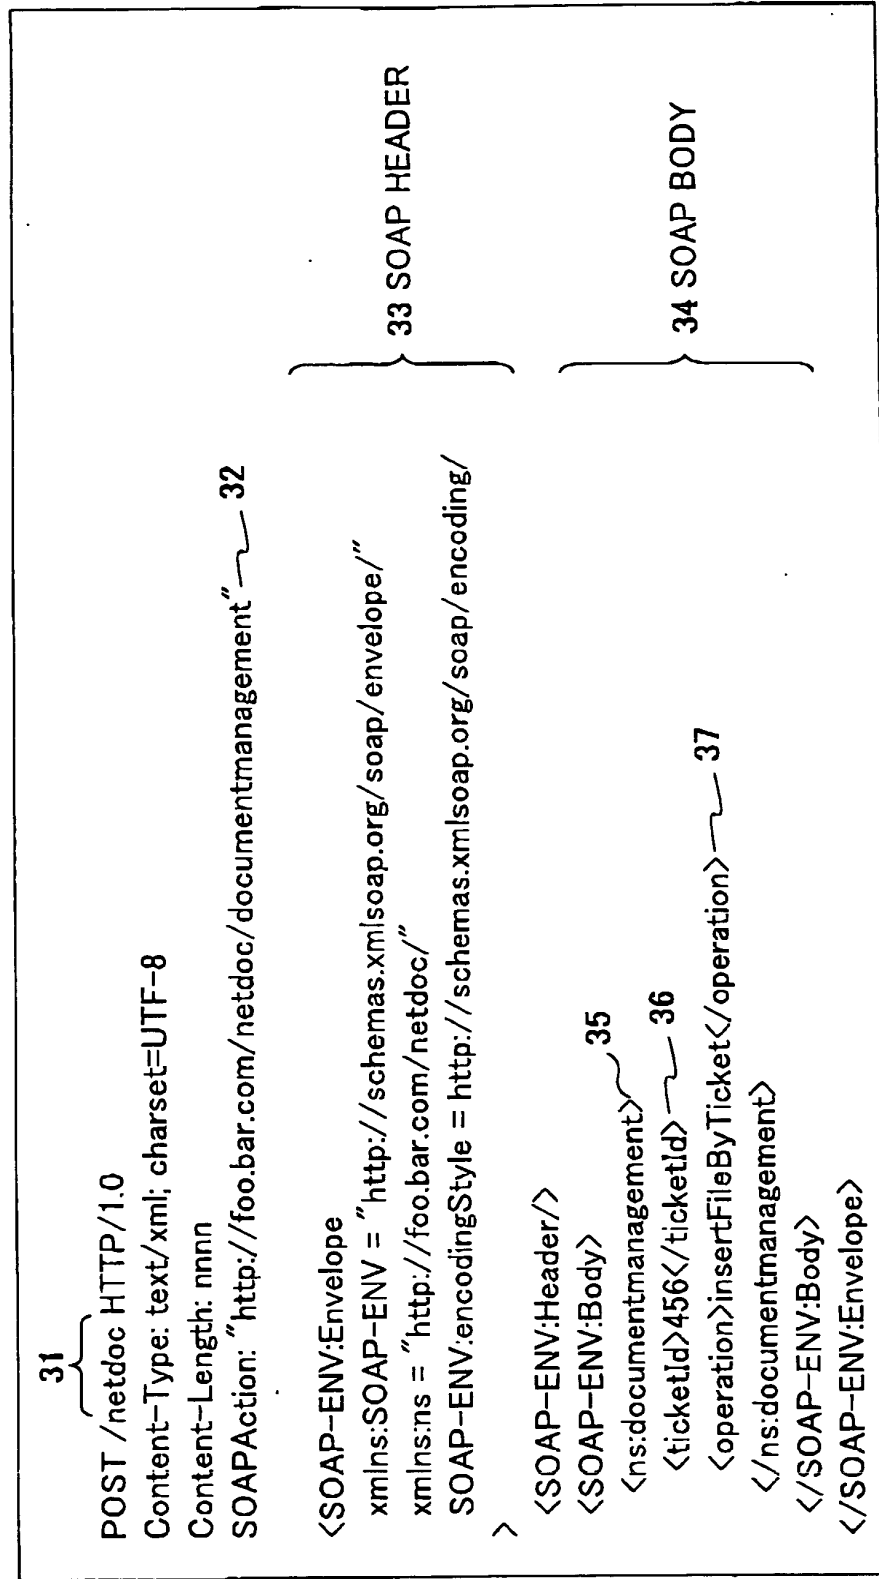 31
POST /netdoc HTTP/1.0
Content-Type: text/xml; charset=UTF-8
Content-Length: nnnn
SOAPAction: "http://foo.bar.com/netdoc/documentmanagement" 32
<SOAP-ENV:Envelope
xmlns:SOAP-ENV = "http://schemas.xmlsoap.org/soap/envelope/"
xmlns:ns = "http://foo.bar.com/netdoc/"
SOAP-ENV:encodingStyle = http://schemas.xmlsoap.org/soap/encoding/
>
33 SOAP HEADER
<SOAP-ENV:Header/>
<SOAP-ENV:Body>
<ns:documentmanagement> 35
<ticketId>456</ticketId> 36
<operation>insertFileByTicket</operation> 37
</ns:documentmanagement>
</SOAP-ENV:Body>
</SOAP-ENV:Envelope>
34 SOAP BODY